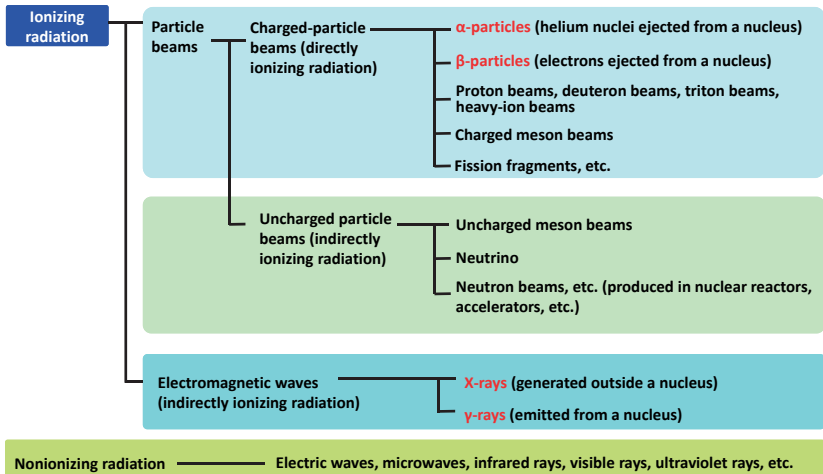 Ionizing
radiation
Particle
beams
Charged-particle
beams (directly
ionizing radiation)
α-particles (helium nuclei ejected from a nucleus)
β-particles (electrons ejected from a nucleus)
Proton beams, deuteron beams, triton beams,
heavy-ion beams
Charged meson beams
Fission fragments, etc.
Uncharged particle
beams (indirectly
ionizing radiation)
Uncharged meson beams
Neutrino
Neutron beams, etc. (produced in nuclear reactors,
accelerators, etc.)
Electromagnetic waves
(indirectly ionizing radiation)
X-rays (generated outside a nucleus)
γ-rays (emitted from a nucleus)
Nonionizing radiation
Electric waves, microwaves, infrared rays, visible rays, ultraviolet rays, etc.